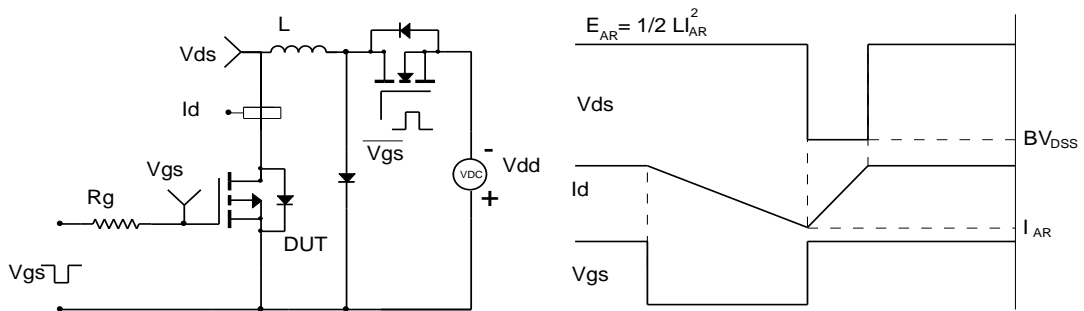 L
Vds
Id
Vgs
Vgs
Rg
DUT
Vgs
-
VDC
Vdd
+
E_AR= 1/2 LI_AR^2
Vds
BV_DSS
Id
I_AR
Vgs